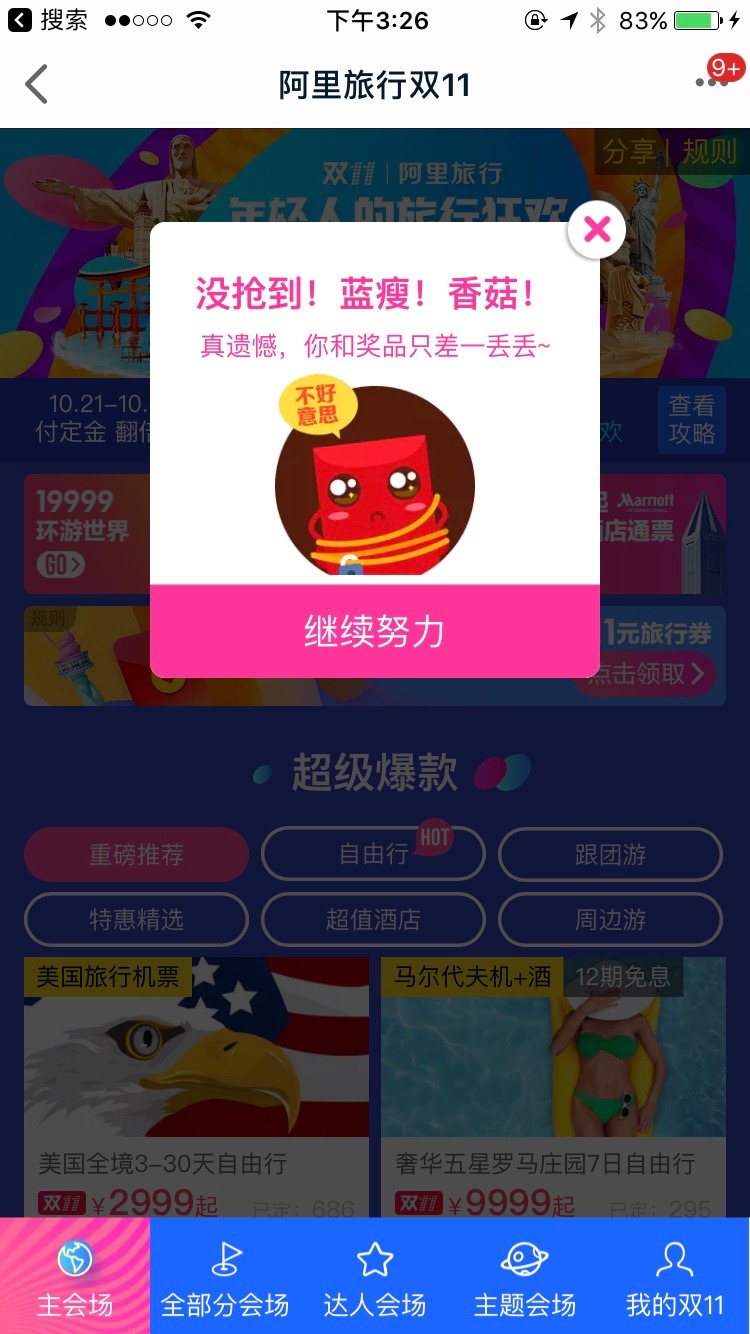 搜索
下午3:26
83%
阿里旅行双11
9+
分享 | 规则
双11 | 阿里旅行
年轻人的旅行狂欢
没抢到！蓝瘦！香菇！
真遗憾，你和奖品只差一丢丢~
不好
意思
继续努力
10.21-10.
付定金 翻倍
欢
查看
攻略
19999
环游世界
GO>
起 Marriott
INTERNATIONAL
酒店通票
规则
1元旅行券
点击领取 >
超级爆款
重磅推荐
自由行
HOT
跟团游
特惠精选
超值酒店
周边游
美国旅行机票
马尔代夫机+酒
12期免息
美国全境3-30天自由行
奢华五星罗马庄园7日自由行
双11 ¥2999起
已定：686
双11 ¥9999起
已定：295
主会场
全部分会场
达人会场
主题会场
我的双11